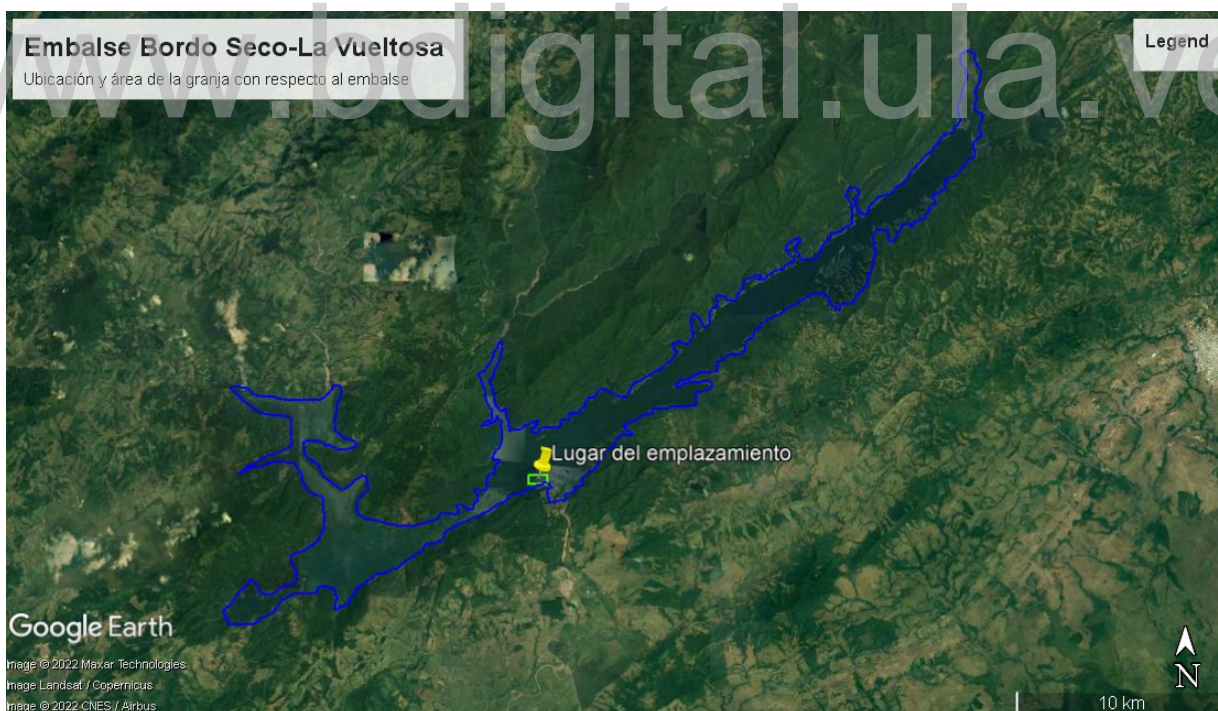 www.bdigital.ula.ve
Embalse Bordo Seco-La Vueltosa
Ubicación y área de la granja con respecto al embalse
Legend
Lugar del emplazamiento
Google Earth
Image © 2022 Maxar Technologies
Image Landsat / Copernicus
Image © 2022 CNES / Airbus
N
10 km